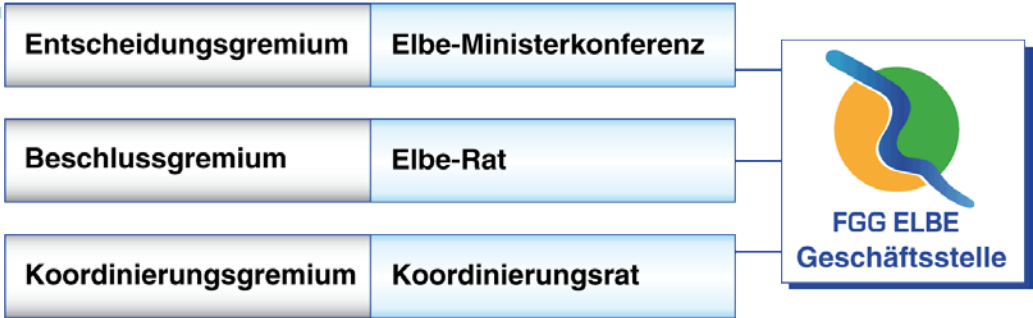 Entscheidungsgremium Elbe-Ministerkonferenz
Beschlussgremium Elbe-Rat
Koordinierungsgremium Koordinierungsrat
FGG ELBE
Geschäftsstelle